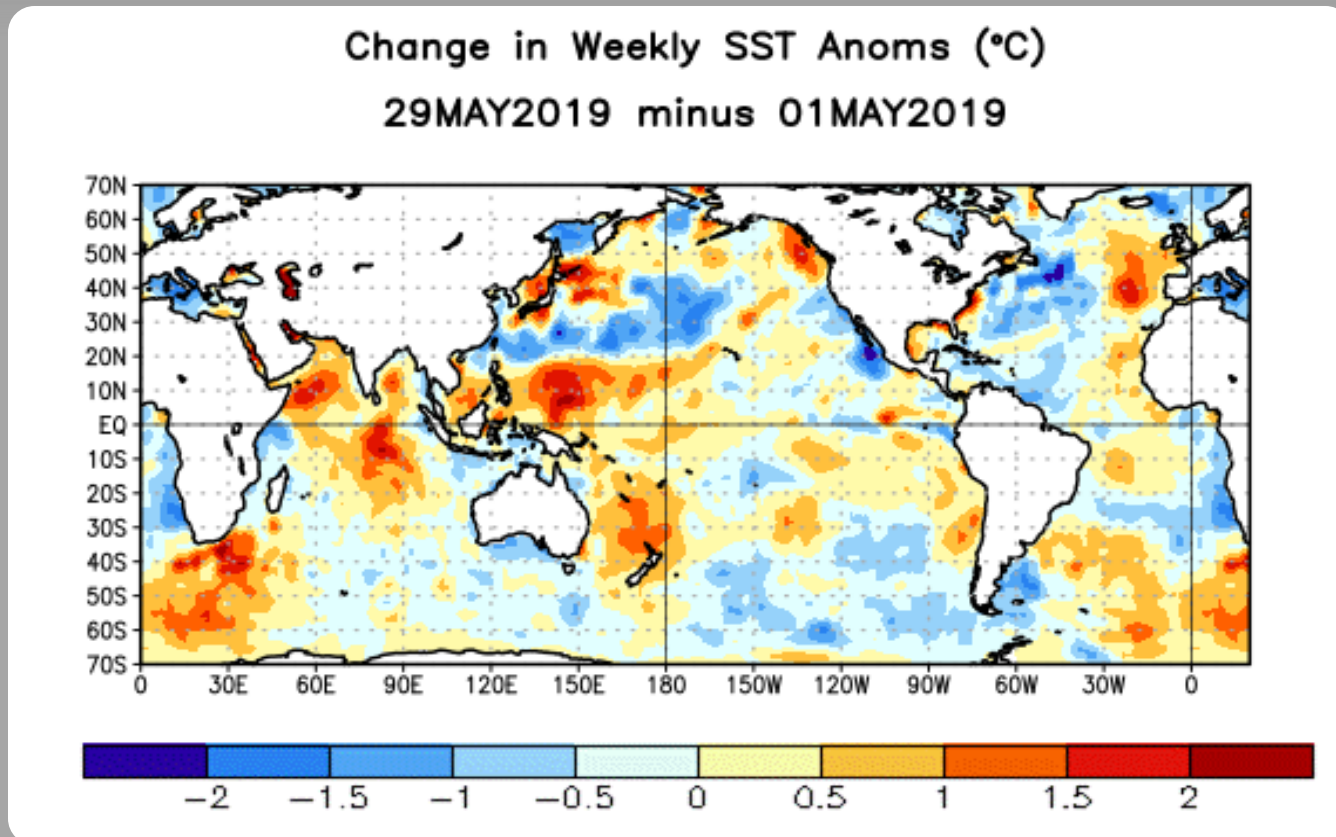 Change in Weekly SST Anoms (°C)
29MAY2019 minus 01MAY2019
70N
60N
50N
40N
30N
20N
10N
EQ
10S
20S
30S
40S
50S
60S
70S
0 30E 60E 90E 120E 150E 180 150W 120W 90W 60W 30W 0
−2 −1.5 −1 −0.5 0 0.5 1 1.5 2